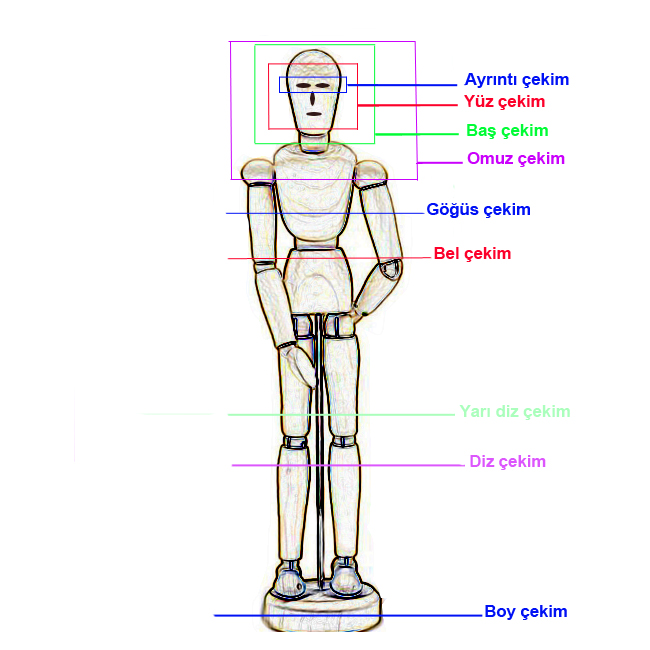 Ayrıntı çekim
Yüz çekim
Baş çekim
Omuz çekim
Göğüs çekim
Bel çekim
Yarı diz çekim
Diz çekim
Boy çekim